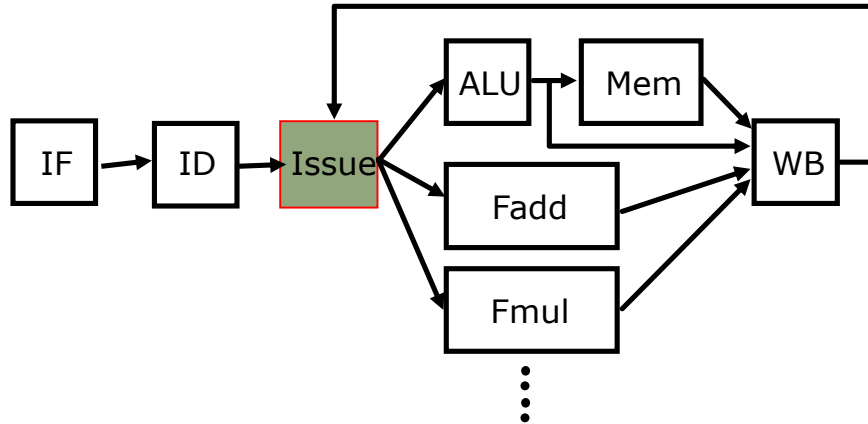 IF
ID
Issue
ALU
Mem
Fadd
Fmul
WB